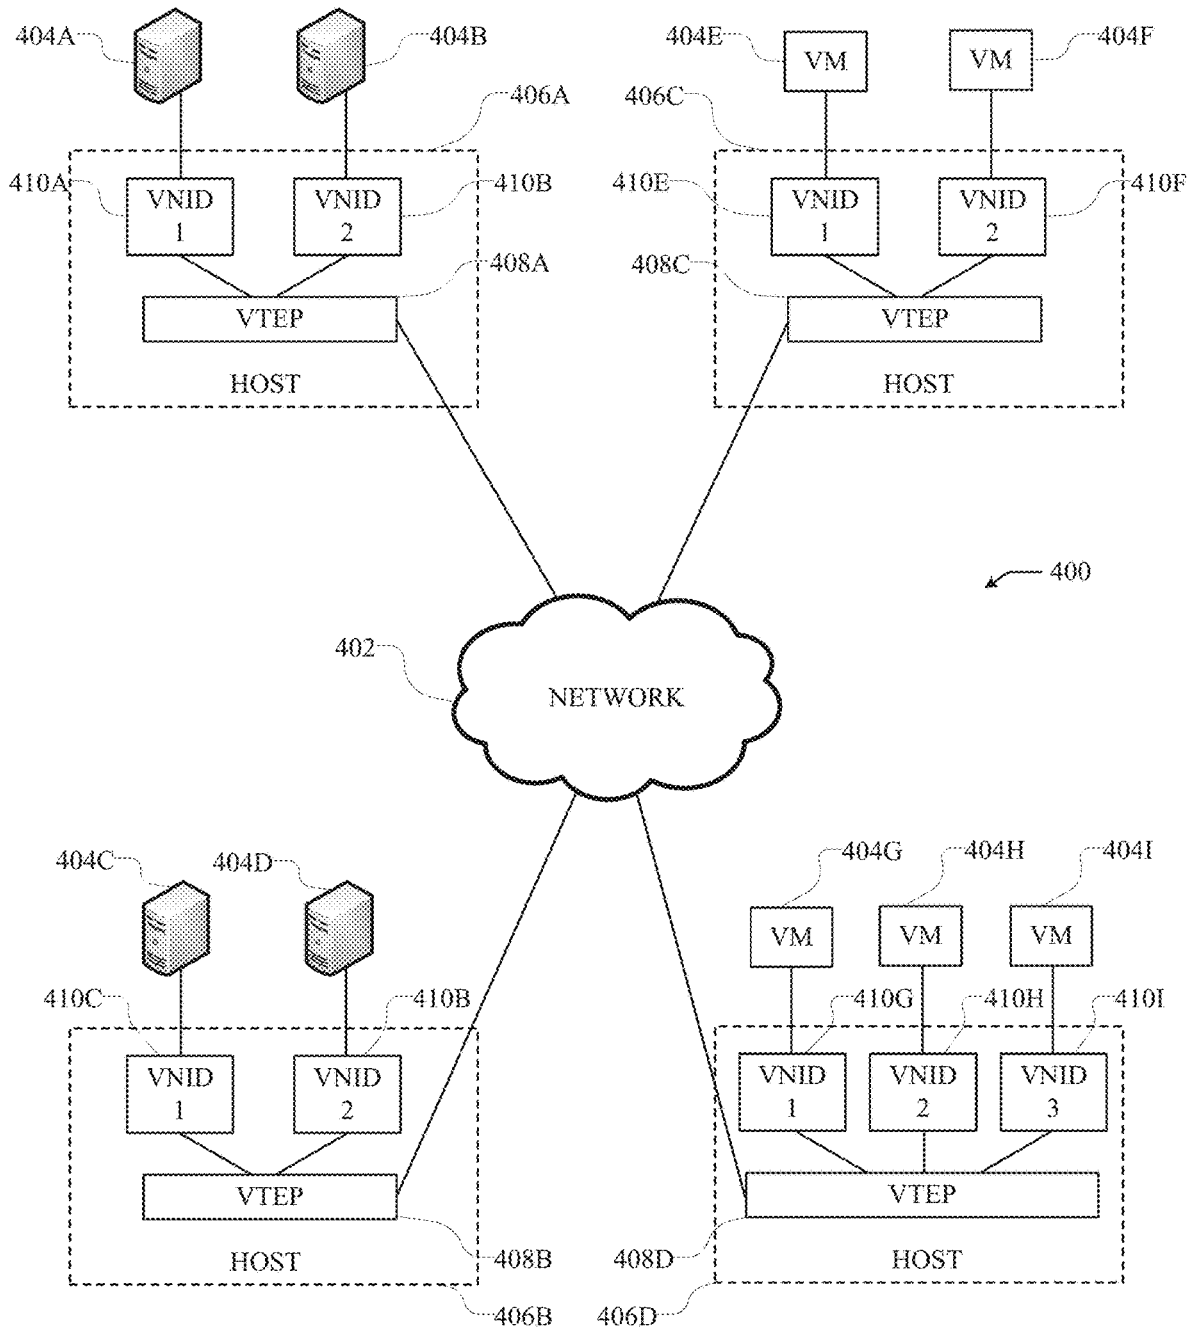 404A
404B
404E
VM
VM
404F
406A
406C
410A
VNID
1
VNID
2
410B
410E
VNID
1
VNID
2
410F
408A
408C
VTEP
VTEP
HOST
HOST
400
402
NETWORK
404C
404D
404G
404H
404I
VM
VM
VM
410C
410B
410G
410H
410I
VNID
1
VNID
2
VNID
1
VNID
2
VNID
3
VTEP
VTEP
HOST
408B
408D
HOST
406B
406D